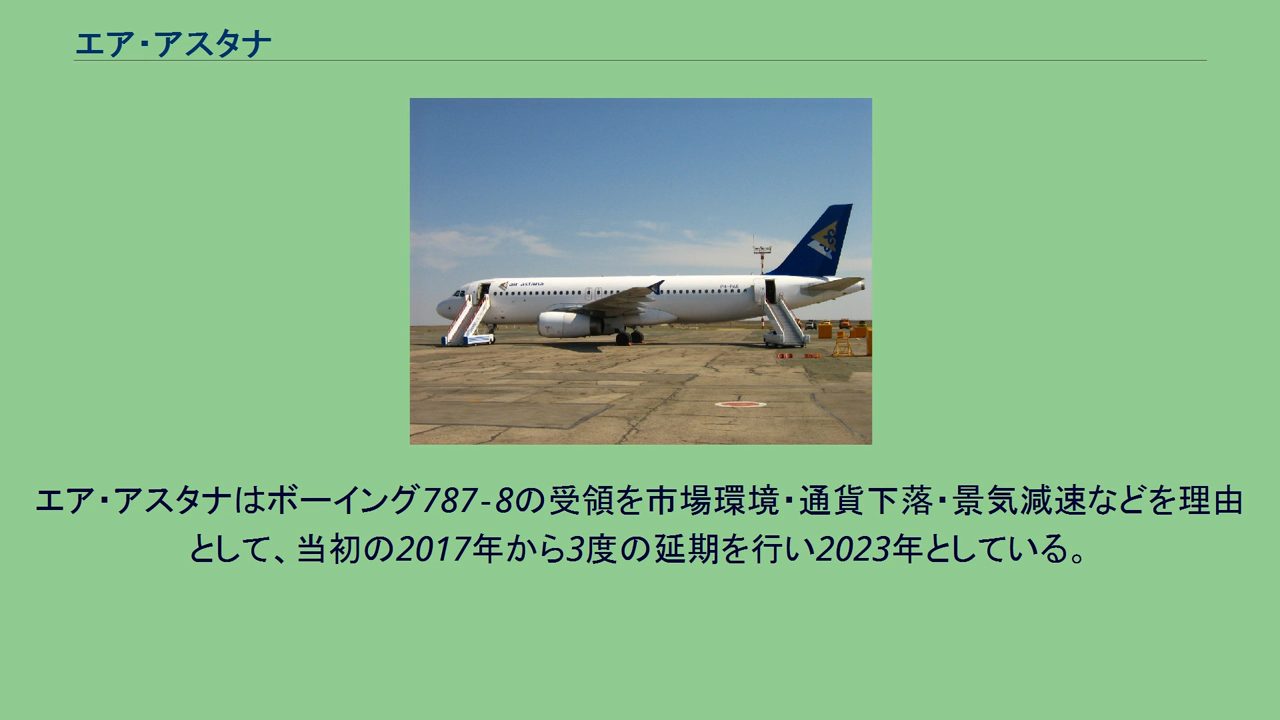 エア・アスタナ
air astana
エア・アスタナはボーイング787-8の受領を市場環境・通貨下落・景気減速などを理由
として、当初の2017年から3度の延期を行い2023年としている。